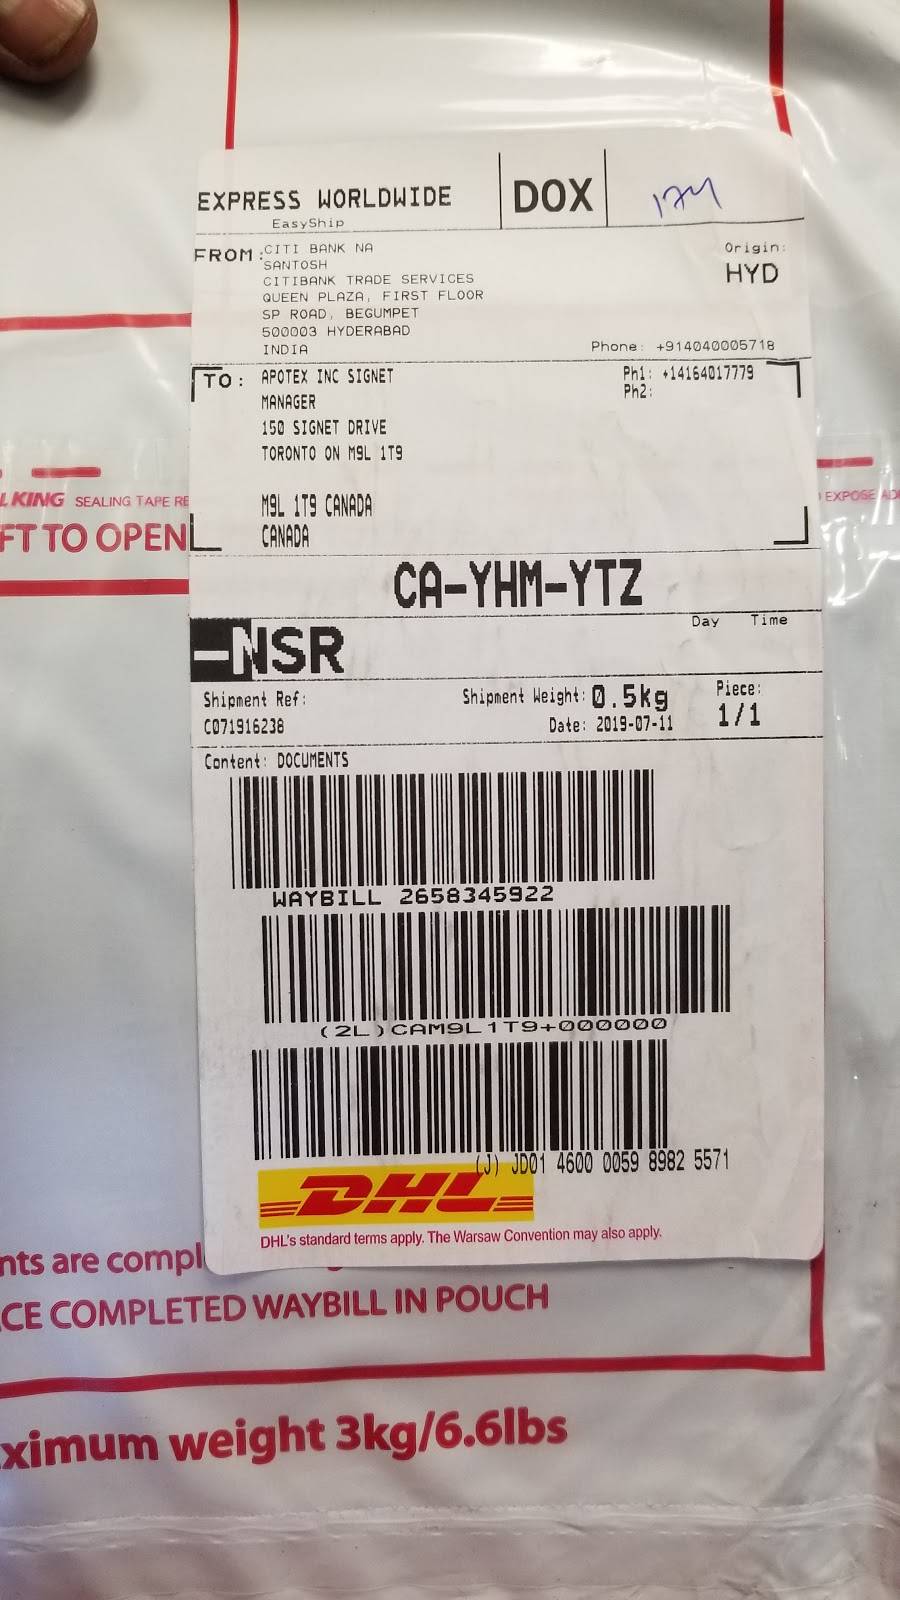 EXPRESS WORLDWIDE
EasyShip
DOX
174
FROM: CITI BANK NA
SANTOSH
CITIBANK TRADE SERVICES
QUEEN PLAZA, FIRST FLOOR
SP ROAD, BEGUMPET
500003 HYDERABAD
INDIA
Origin:
HYD
Phone: +914040005718
TO: APOTEX INC SIGNET
MANAGER
150 SIGNET DRIVE
TORONTO ON M9L 1T9
M9L 1T9 CANADA
CANADA
Ph1: +14164017779
Ph2:
KING SEALING TAPE RE
EXPOSE
FT TO OPEN
CA-YHM-YTZ
Day Time
-NSR
Shipment Ref:
C071916238
Shipment Weight: 0.5kg
Date: 2019-07-11
Piece:
1/1
Content: DOCUMENTS
WAYBILL 2658345922
(2L)CAM9L1T9+000000
(J) JD01 4600 0059 8982 5571
DHL
DHL's standard terms apply. The Warsaw Convention may also apply.
nts are compl
CE COMPLETED WAYBILL IN POUCH
ximum weight 3kg/6.6lbs